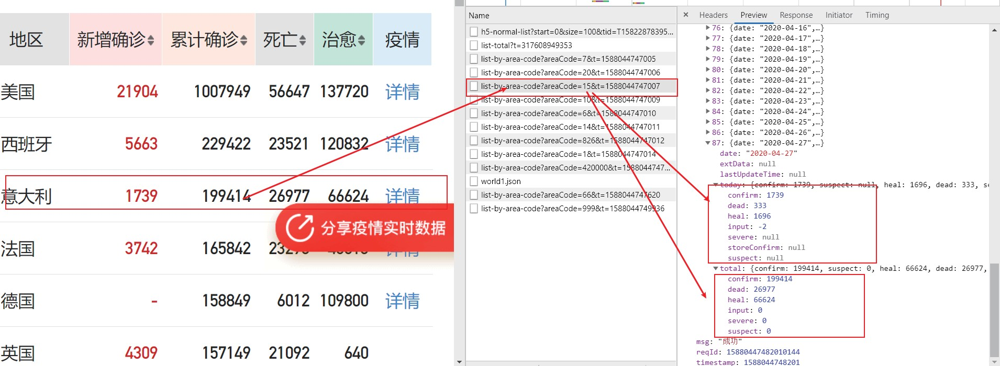 地区 新增确诊 累计确诊 死亡 治愈 疫情
美国 21904 1007949 56647 137720 详情
西班牙 5663 229422 23521 120832 详情
意大利 1739 199414 26977 66624 详情
分享疫情实时数据
法国 3742 165842
德国 - 158849 6012 109800 详情
英国 4309 157149 21092 640
Name
h5-normal-list?start=0&size=100&tid=T15822878395...
list-total?t=317608949353
list-by-area-code?areaCode=7&t=1588044747005
list-by-area-code?areaCode=20&t=1588044747006
list-by-area-code?areaCode=15&t=1588044747007
list-by-area-code?areaCode=10&t=1588044747009
list-by-area-code?areaCode=6&t=1588044747010
list-by-area-code?areaCode=14&t=1588044747011
list-by-area-code?areaCode=826&t=1588044747012
list-by-area-code?areaCode=1&t=1588044747014
list-by-area-code?areaCode=420000&t=1588044747...
world1.json
list-by-area-code?areaCode=66&t=1588044747620
list-by-area-code?areaCode=999&t=1588044749936
× Headers Preview Response Initiator Timing
76: {date: "2020-04-16",…}
77: {date: "2020-04-17",…}
78: {date: "2020-04-18",…}
79: {date: "2020-04-19",…}
80: {date: "2020-04-20",…}
81: {date: "2020-04-21",…}
82: {date: "2020-04-22",…}
83: {date: "2020-04-23",…}
84: {date: "2020-04-24",…}
85: {date: "2020-04-25",…}
86: {date: "2020-04-26",…}
87: {date: "2020-04-27",…}
date: "2020-04-27"
extData: null
lastUpdateTime: null
today: {confirm: 1739, suspect: null, heal: 1696, dead: 333, se
confirm: 1739
dead: 333
heal: 1696
input: -2
severe: null
storeConfirm: null
suspect: null
total: {confirm: 199414, suspect: 0, heal: 66624, dead: 26977,
confirm: 199414
dead: 26977
heal: 66624
input: 0
severe: 0
suspect: 0
msg: "成功"
reqId: 15880447482010144
timestamp: 1588044748201